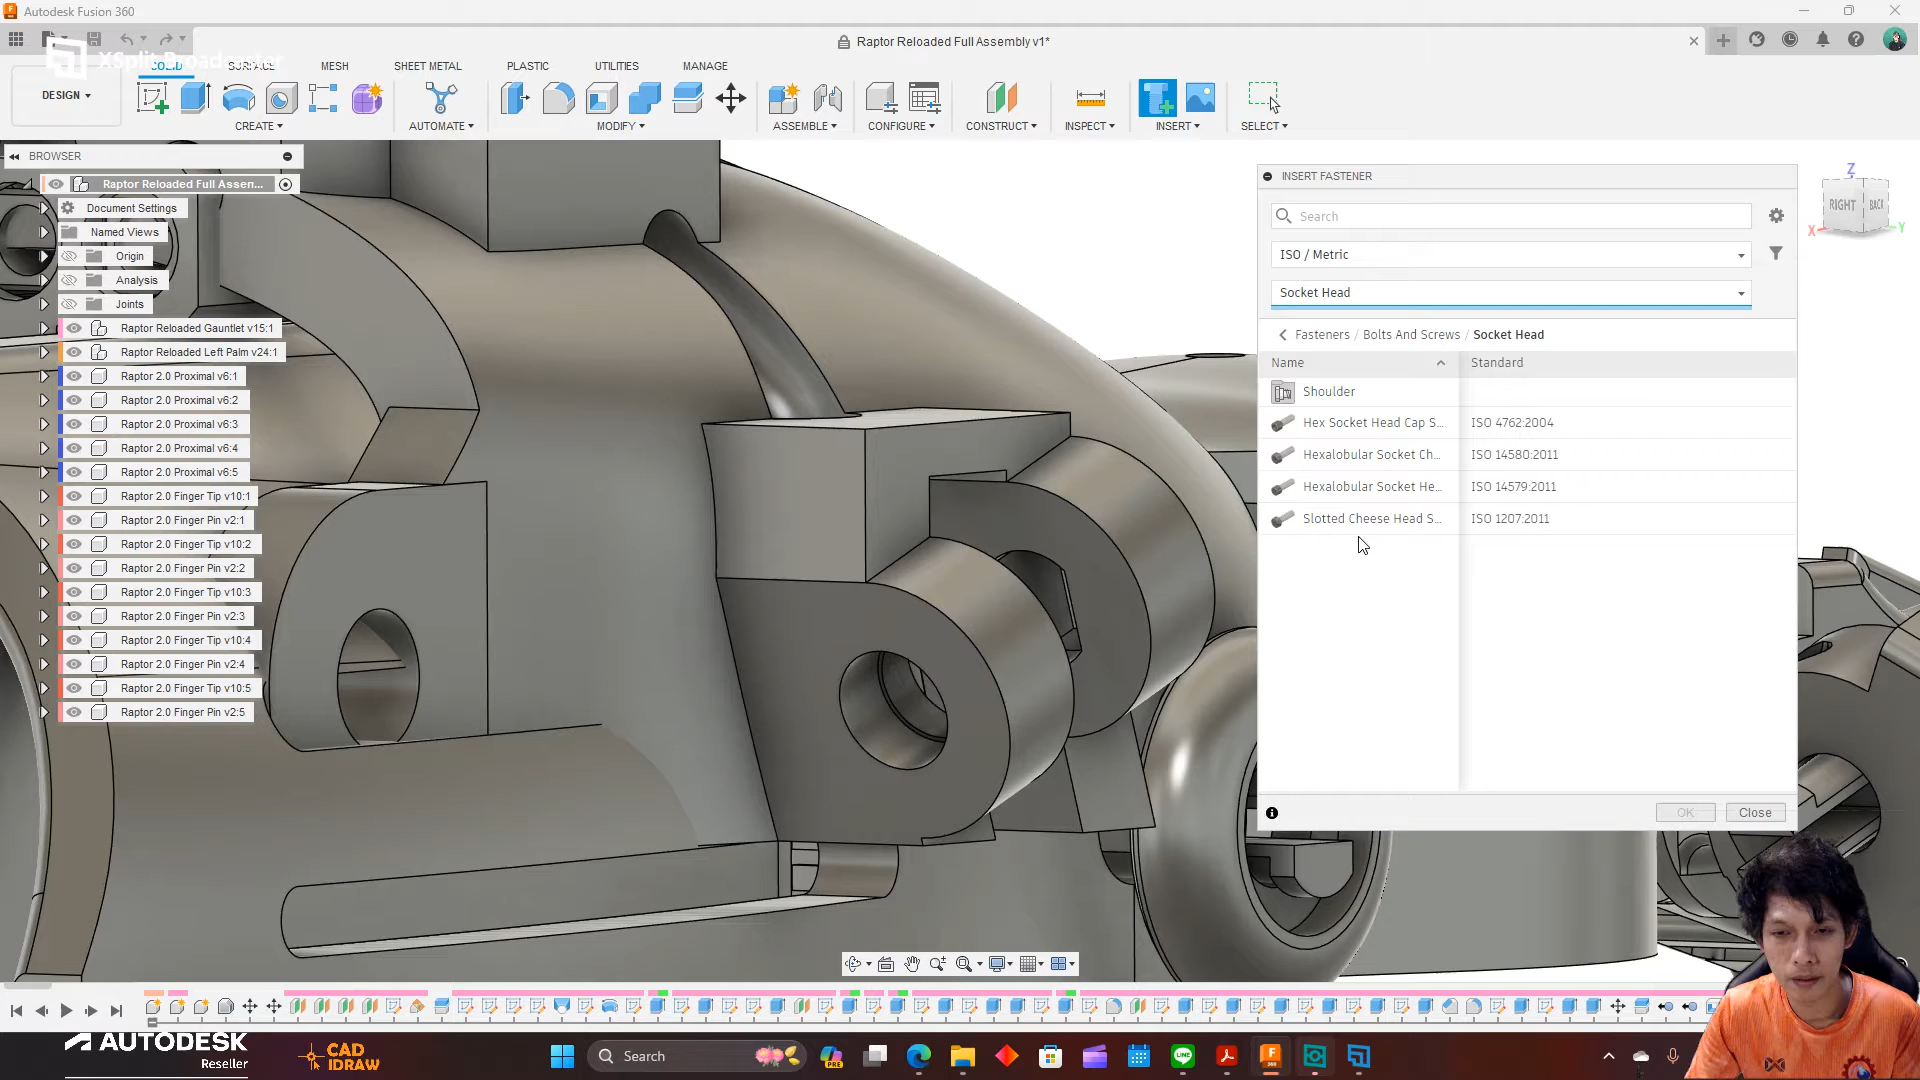 Autodesk Fusion 360
Raptor Reloaded Full Assembly v1*
XSplit Broadcaster
SOLID
SURFACE
MESH
SHEET METAL
PLASTIC
UTILITIES
MANAGE
DESIGN
CREATE
AUTOMATE
MODIFY
ASSEMBLE
CONFIGURE
CONSTRUCT
INSPECT
INSERT
SELECT
BROWSER
Raptor Reloaded Full Assen...
Document Settings
Named Views
Origin
Analysis
Joints
Raptor Reloaded Gauntlet v15:1
Raptor Reloaded Left Palm v24:1
Raptor 2.0 Proximal v6:1
Raptor 2.0 Proximal v6:2
Raptor 2.0 Proximal v6:3
Raptor 2.0 Proximal v6:4
Raptor 2.0 Proximal v6:5
Raptor 2.0 Finger Tip v10:1
Raptor 2.0 Finger Pin v2:1
Raptor 2.0 Finger Tip v10:2
Raptor 2.0 Finger Pin v2:2
Raptor 2.0 Finger Tip v10:3
Raptor 2.0 Finger Pin v2:3
Raptor 2.0 Finger Tip v10:4
Raptor 2.0 Finger Pin v2:4
Raptor 2.0 Finger Tip v10:5
Raptor 2.0 Finger Pin v2:5
INSERT FASTENER
Search
ISO / Metric
Socket Head
Fasteners / Bolts And Screws / Socket Head
Name Standard
Shoulder
Hex Socket Head Cap S... ISO 4762:2004
Hexalobular Socket Ch... ISO 14580:2011
Hexalobular Socket He... ISO 14579:2011
Slotted Cheese Head S... ISO 1207:2011
OK
Close
Z
RIGHT
BACK
X
Y
AUTODESK
Reseller
CAD
IDRAW
Search
PRE
F
360